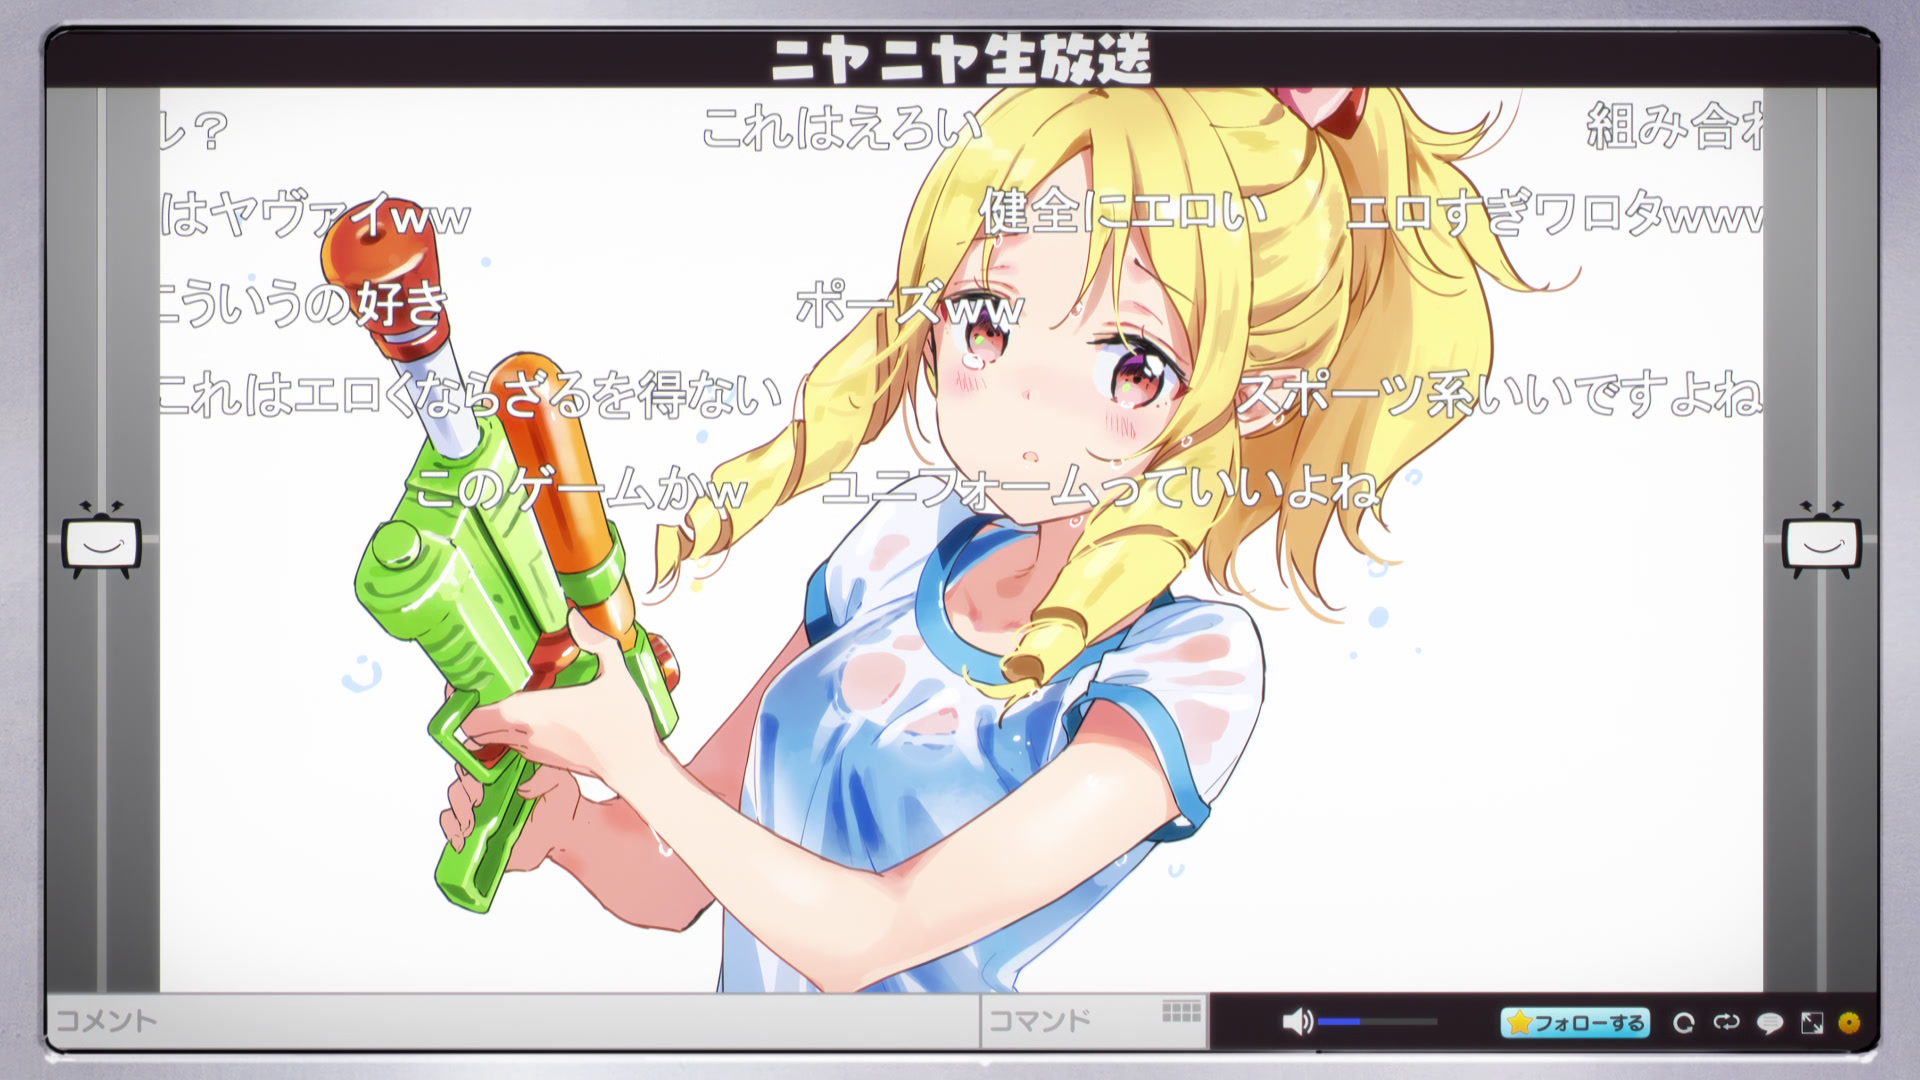 ニヤニヤ生放送
レ?
これはえろい
組み合わ
はヤヴァイww
健全にエロい
エロすぎワロタwww
こういうの好き
ポーズww
これはエロくならざるを得ない
スポーツ系いいですよね
このゲームかw
ユニフォームっていいよね
コメント
コマンド
フォローする